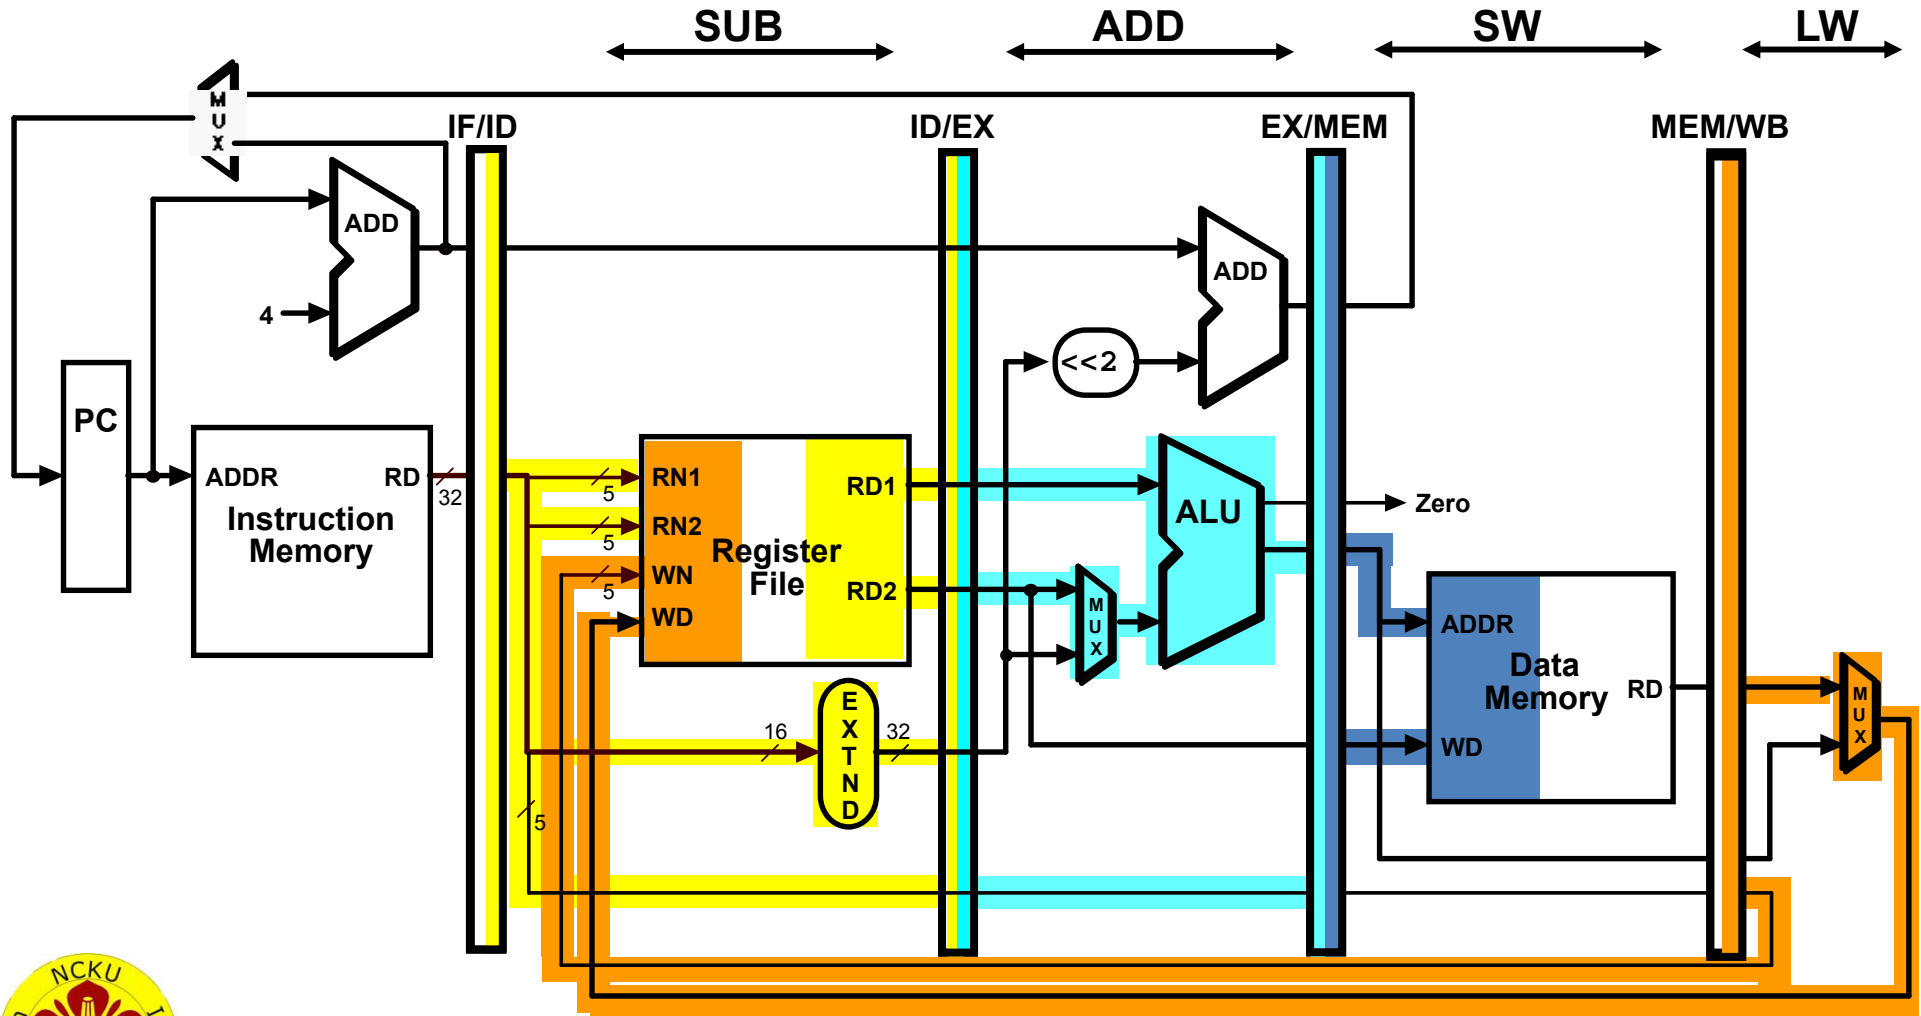 SUB
ADD
SW
LW
MUX
IF/ID
ID/EX
EX/MEM
MEM/WB
ADD
4
ADD
<<2
PC
ADDR
RD
32
Instruction
Memory
RN1
5
RN2
5
WN
5
WD
Register
File
RD1
RD2
16
EXTND
32
5
MUX
ALU
Zero
ADDR
Data
Memory
RD
WD
MUX
NCKU